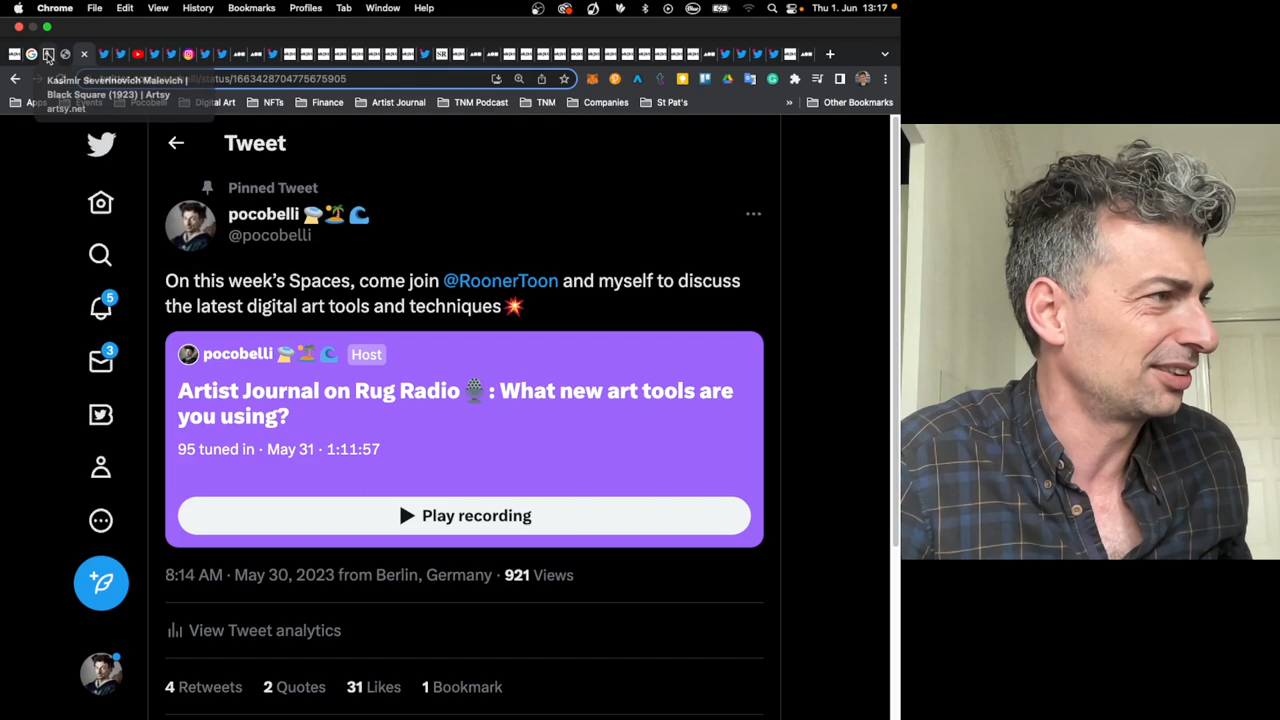 Chrome File Edit View History Bookmarks Profiles Tab Window Help Thu 1. Jun 13:17
Kasimir Severinovich Malevich |
/status/1663428704775675905
Black Square (1923) | Artsy
artsy.net
Apps Events Pocobelli Digital Art NFTs Finance Artist Journal TNM Podcast TNM Companies St Pat's » Other Bookmarks
Tweet
Pinned Tweet
pocobelli
@pocobelli
On this week's Spaces, come join @RoonerToon and myself to discuss
the latest digital art tools and techniques
pocobelli Host
Artist Journal on Rug Radio : What new art tools are
you using?
95 tuned in · May 31 · 1:11:57
Play recording
8:14 AM · May 30, 2023 from Berlin, Germany · 921 Views
View Tweet analytics
4 Retweets 2 Quotes 31 Likes 1 Bookmark
5
3